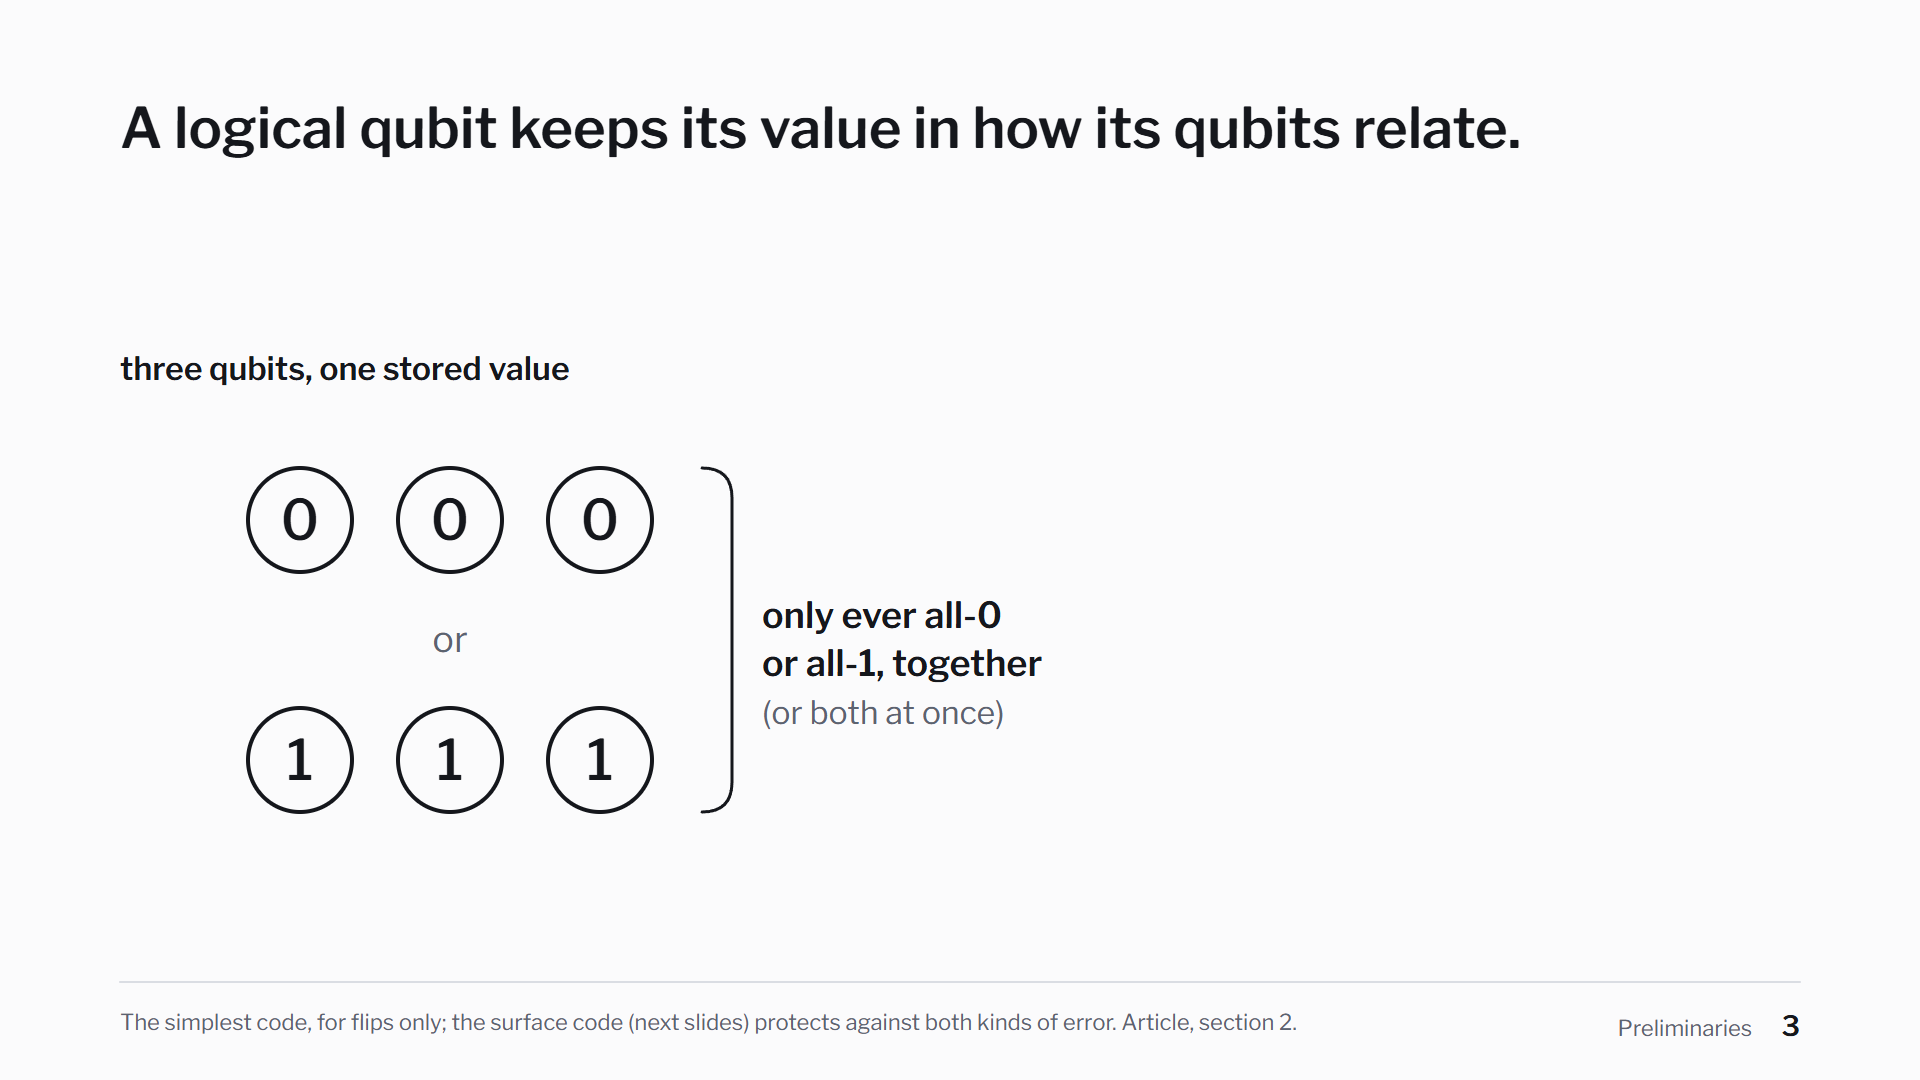 A logical qubit keeps its value in how its qubits relate.
three qubits, one stored value
0 0 0
or
1 1 1
only ever all-0
or all-1, together
(or both at once)
The simplest code, for flips only; the surface code (next slides) protects against both kinds of error. Article, section 2.
Preliminaries 3